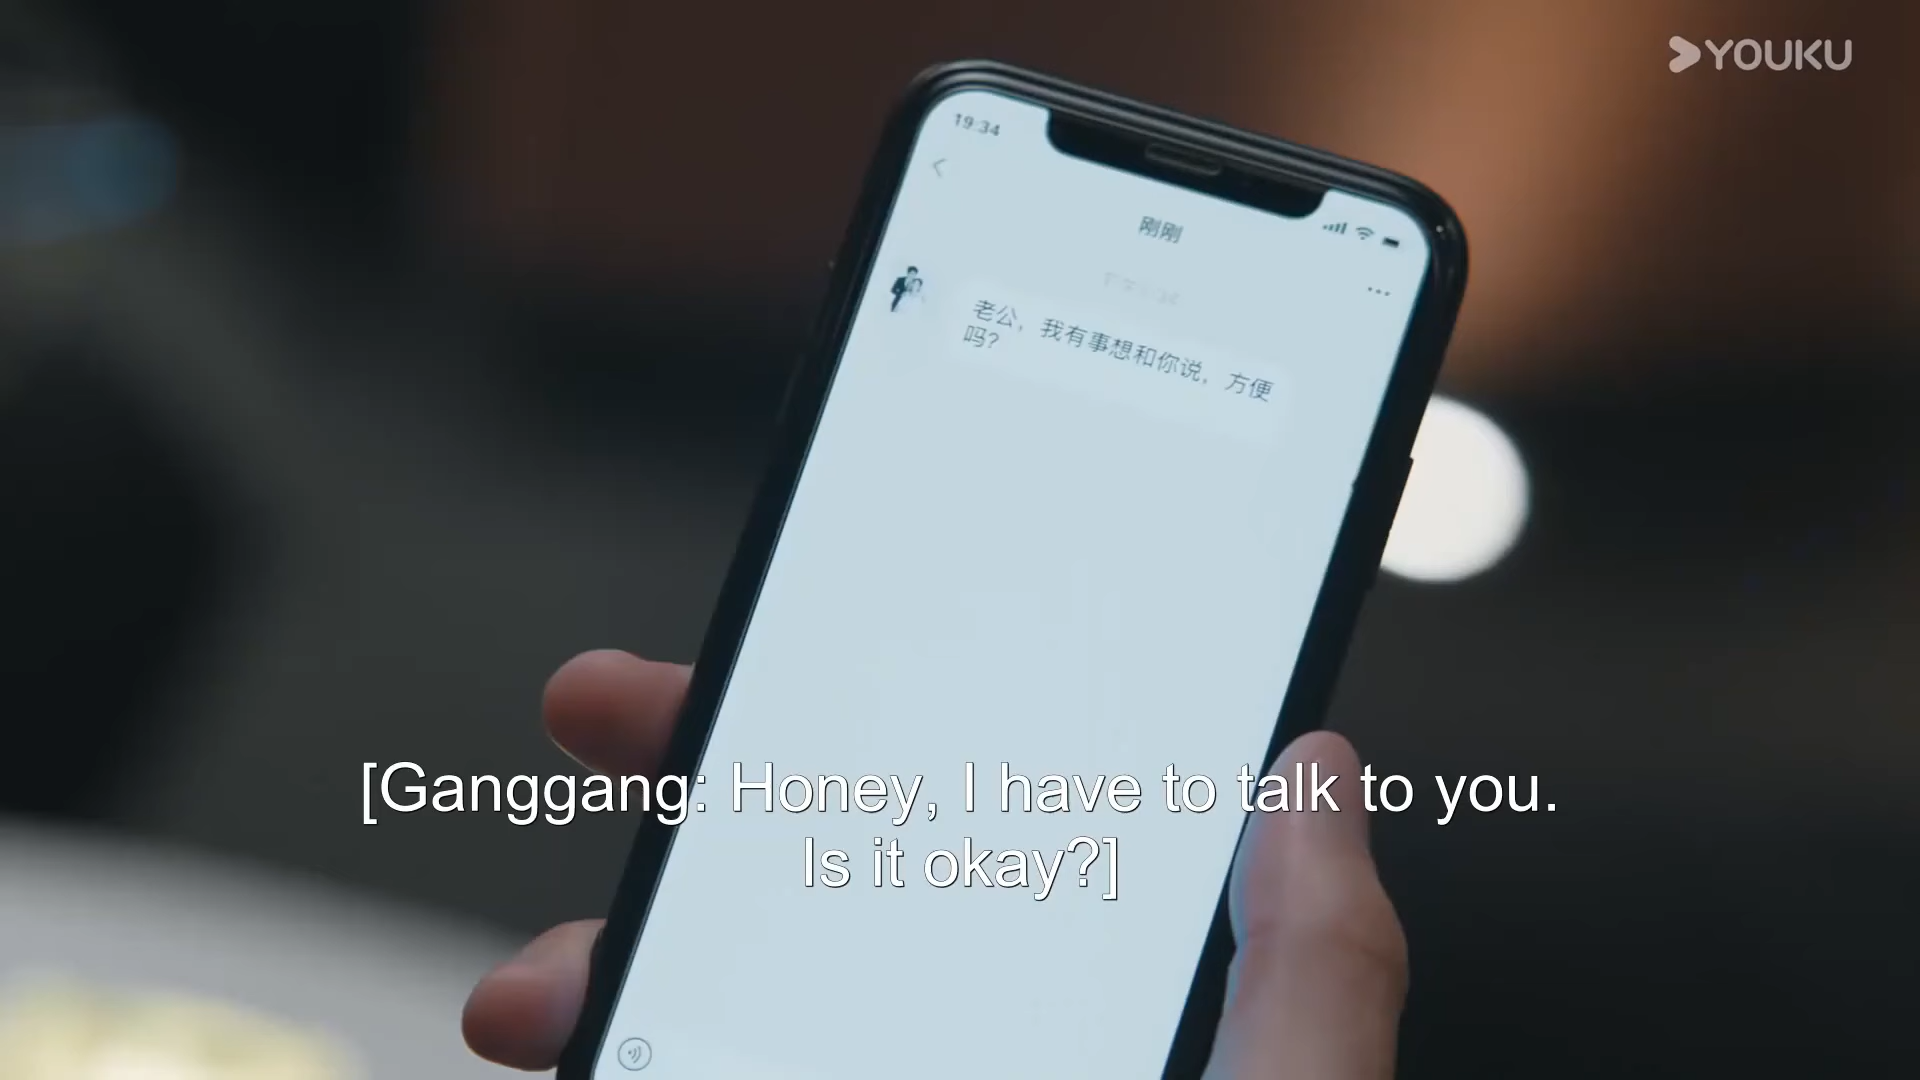 YOUKU
19:34
刚刚
老公，我有事想和你说，方便
吗？
[Ganggang: Honey, I have to talk to you.
Is it okay?]